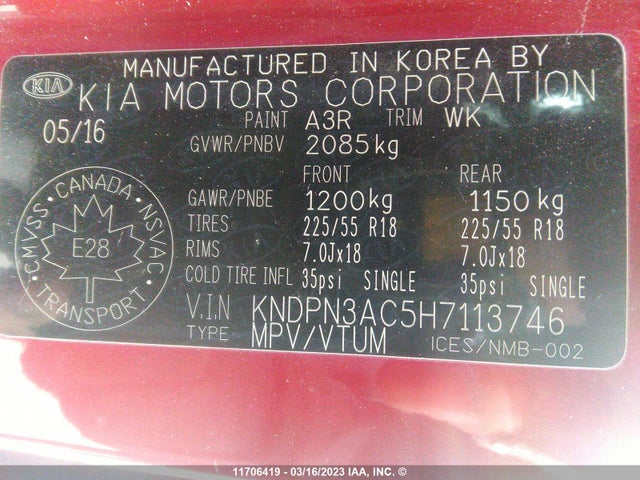 MANUFACTURED IN KOREA BY
KIA KIA MOTORS CORPORATION
05/16 PAINT A3R TRIM WK
GVWR/PNBV 2085kg
FRONT REAR
GAWR/PNBE 1200kg 1150kg
TIRES 225/55 R18 225/55 R18
RIMS 7.0Jx18 7.0Jx18
COLD TIRE INFL 35psi SINGLE 35psi SINGLE
V.I.N KNDPN3AC5H7113746
TYPE MPV/VTUM ICES/NMB-002
CMVSS · CANADA · NSVAC
E28
TRANSPORT
11706419 - 03/16/2023 IAA, INC. ©